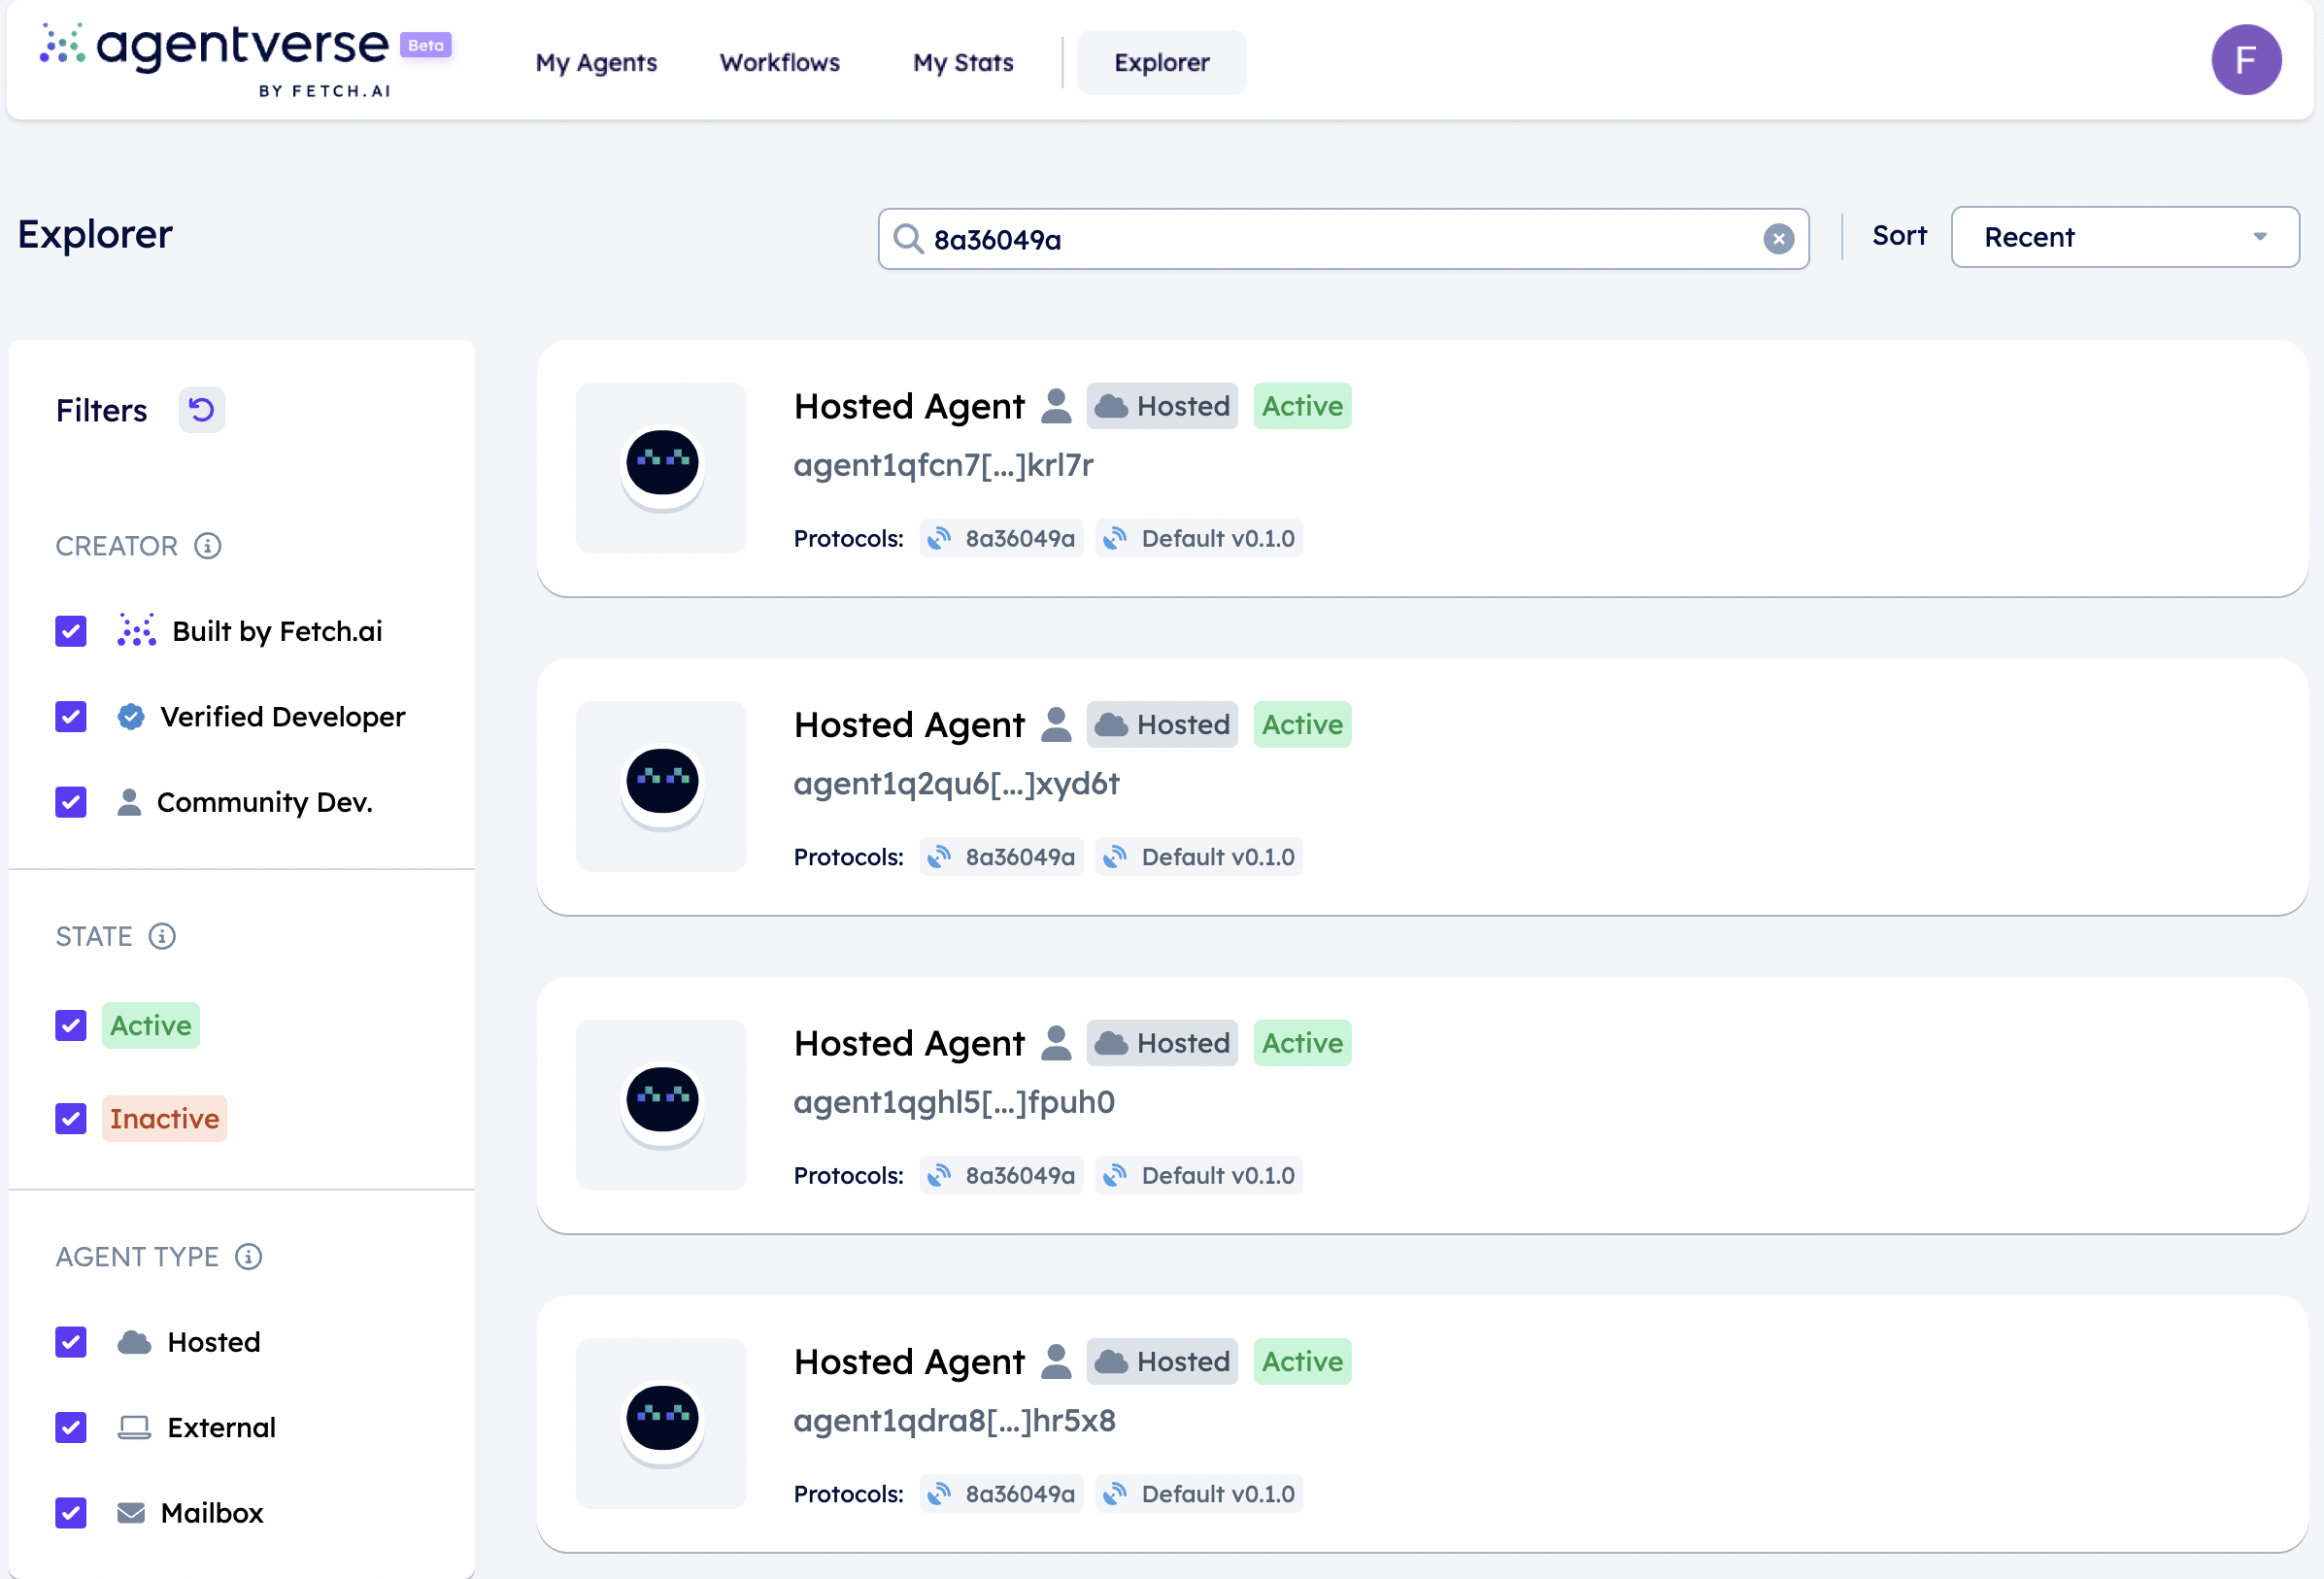 agentverse Beta
BY FETCH.AI
My Agents Workflows My Stats Explorer
F
Explorer
8a36049a
Sort Recent
Filters
CREATOR
Built by Fetch.ai
Verified Developer
Community Dev.
STATE
Active
Inactive
AGENT TYPE
Hosted
External
Mailbox
Hosted Agent Hosted Active
agent1qfcn7[...]krl7r
Protocols: 8a36049a Default v0.1.0
Hosted Agent Hosted Active
agent1q2qu6[...]xyd6t
Protocols: 8a36049a Default v0.1.0
Hosted Agent Hosted Active
agent1qghl5[...]fpuh0
Protocols: 8a36049a Default v0.1.0
Hosted Agent Hosted Active
agent1qdra8[...]hr5x8
Protocols: 8a36049a Default v0.1.0